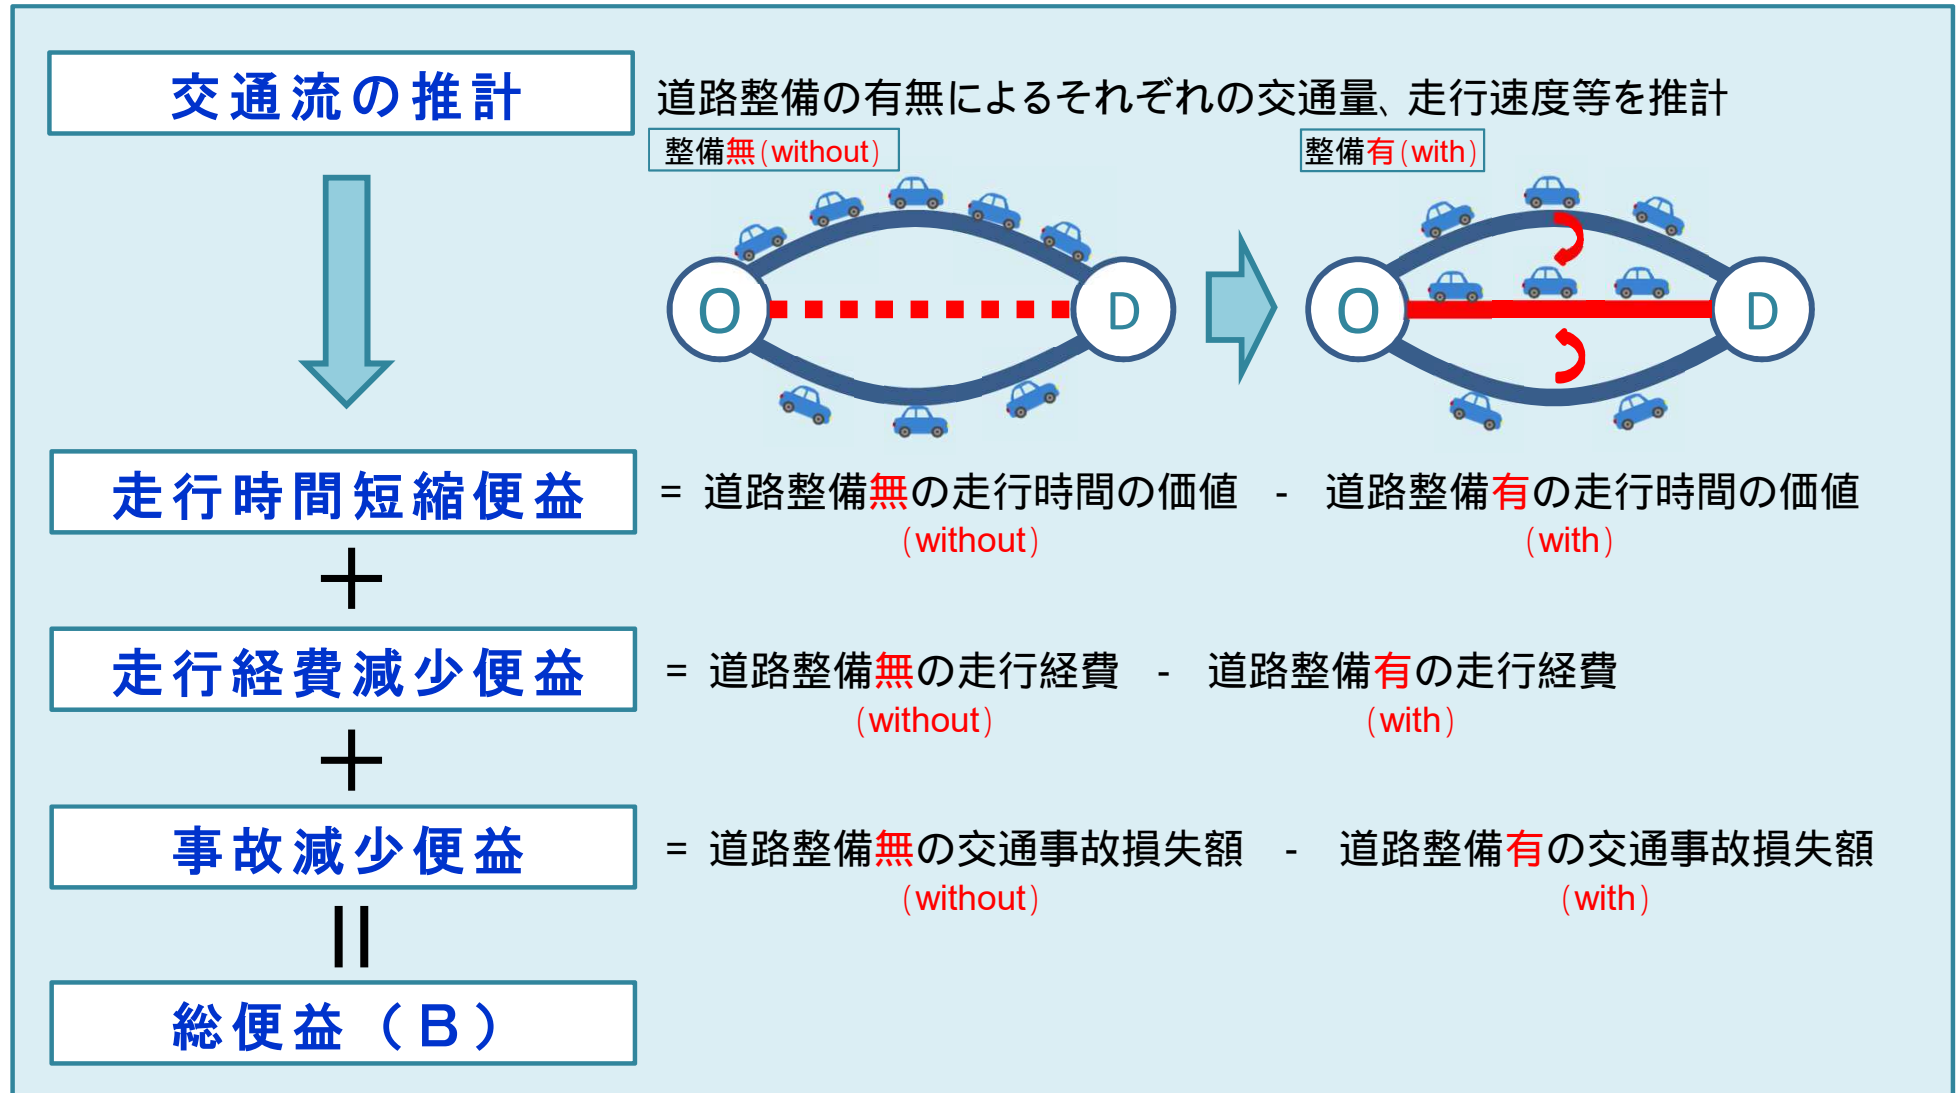 交通流の推計
道路整備の有無によるそれぞれの交通量、走行速度等を推計
整備無(without)
整備有(with)
O
D
O
D
走行時間短縮便益
= 道路整備無の走行時間の価値 - 道路整備有の走行時間の価値
(without)
(with)
+
走行経費減少便益
= 道路整備無の走行経費 - 道路整備有の走行経費
(without)
(with)
+
事故減少便益
= 道路整備無の交通事故損失額 - 道路整備有の交通事故損失額
(without)
(with)
||
総便益（B）